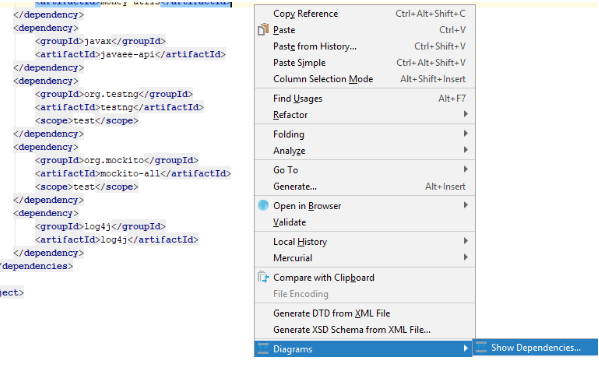 <artifactId>money-utils</artifactId>
</dependency>
<dependency>
<groupId>javax</groupId>
<artifactId>javaee-api</artifactId>
</dependency>
<dependency>
<groupId>org.testng</groupId>
<artifactId>testng</artifactId>
<scope>test</scope>
</dependency>
<dependency>
<groupId>org.mockito</groupId>
<artifactId>mockito-all</artifactId>
<scope>test</scope>
</dependency>
<dependency>
<groupId>log4j</groupId>
<artifactId>log4j</artifactId>
</dependency>
/dependencies>
ject>
Copy Reference Ctrl+Alt+Shift+C
Paste Ctrl+V
Paste from History... Ctrl+Shift+V
Paste Simple Ctrl+Alt+Shift+V
Column Selection Mode Alt+Shift+Insert
Find Usages Alt+F7
Refactor
Folding
Analyze
Go To
Generate... Alt+Insert
Open in Browser
Validate
Local History
Mercurial
Compare with Clipboard
File Encoding
Generate DTD from XML File
Generate XSD Schema from XML File...
Diagrams
Show Dependencies...